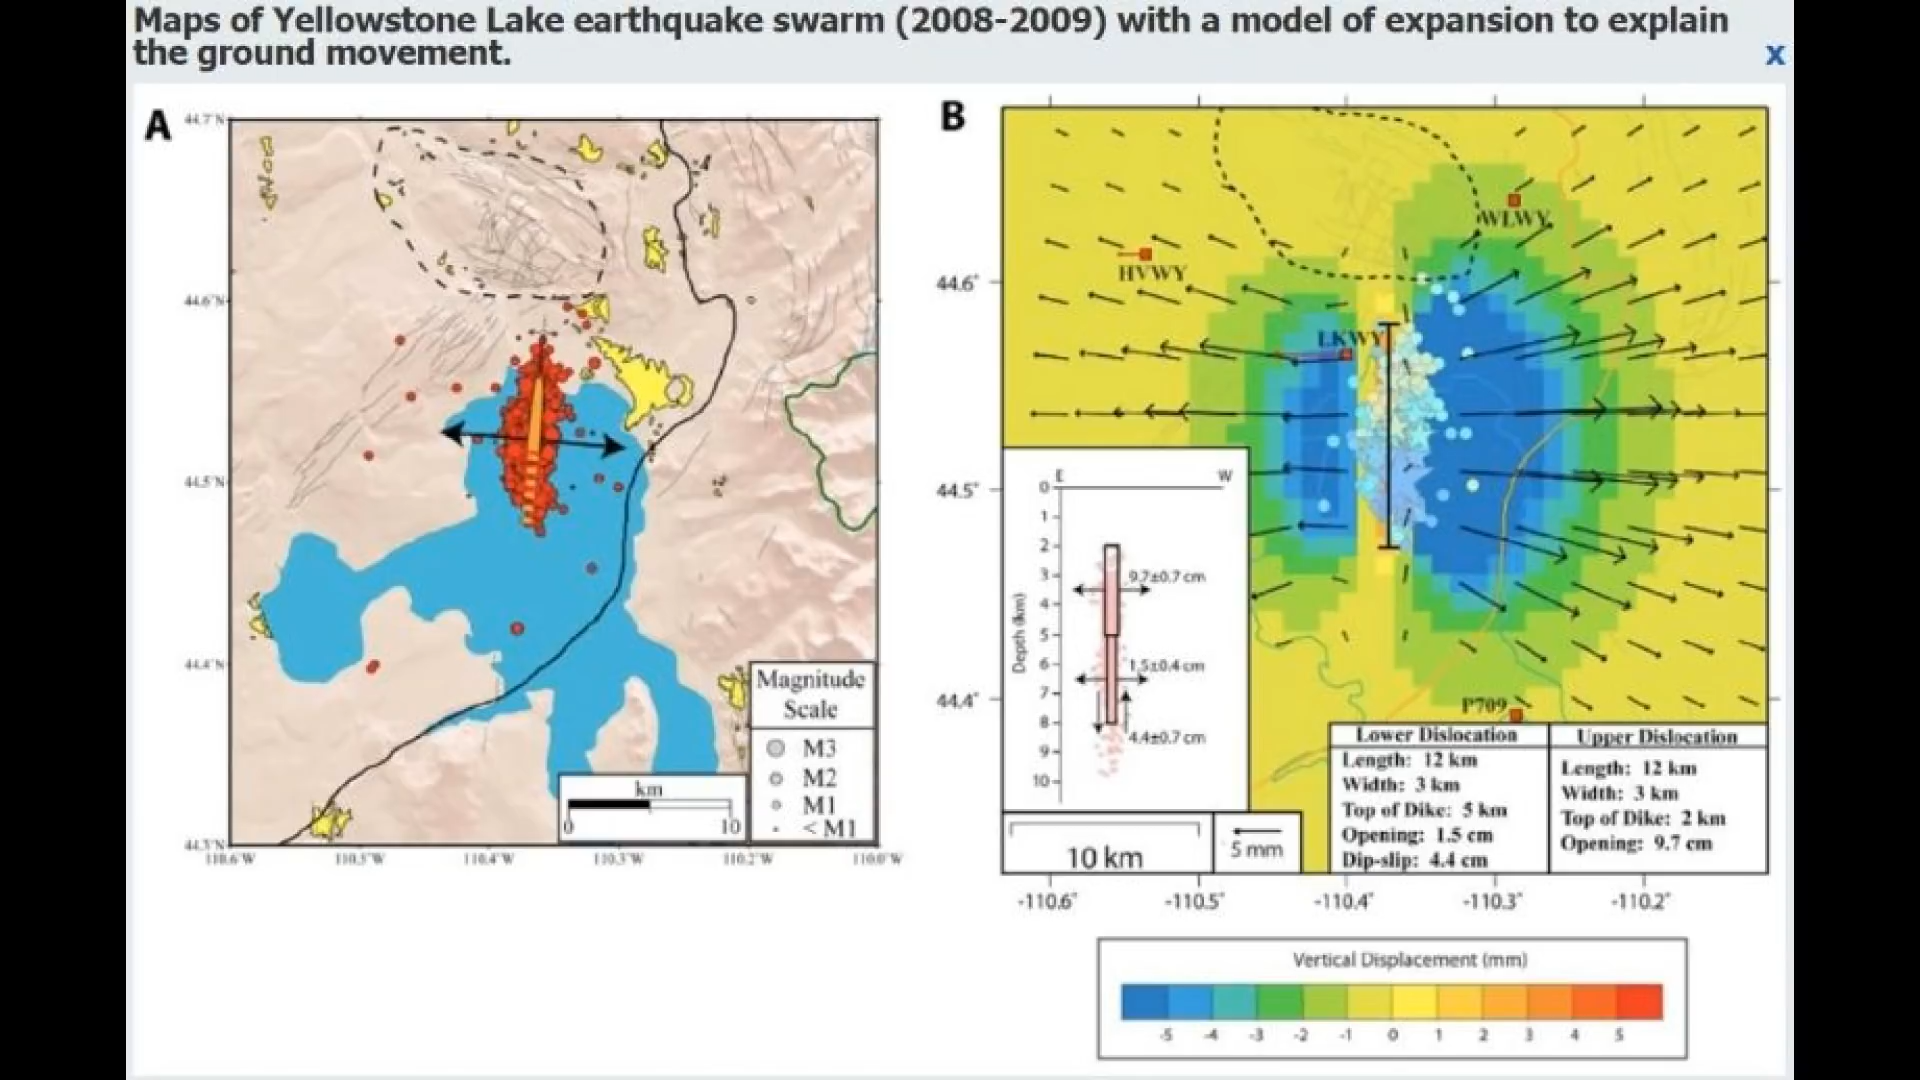 Maps of Yellowstone Lake earthquake swarm (2008-2009) with a model of expansion to explain
the ground movement.
x
A
44.7°N
44.6°N
44.5°N
44.4°N
44.3°N
110.6°W
110.5°W
110.4°W
110.3°W
110.2°W
110.0°W
Magnitude
Scale
M3
M2
M1
< M1
km
0 10
B
WLWY
HVWY
LKWY
P709
44.6°
44.5°
44.4°
E W
0
1
2
3
4
5
6
7
8
9
10
Depth (km)
9.7±0.7 cm
1.5±0.4 cm
4.4±0.7 cm
10 km
5 mm
Lower Dislocation
Length: 12 km
Width: 3 km
Top of Dike: 5 km
Opening: 1.5 cm
Dip-slip: 4.4 cm
Upper Dislocation
Length: 12 km
Width: 3 km
Top of Dike: 2 km
Opening: 9.7 cm
-110.6° -110.5° -110.4° -110.3° -110.2°
Vertical Displacement (mm)
-5 -4 -3 -2 -1 0 1 2 3 4 5